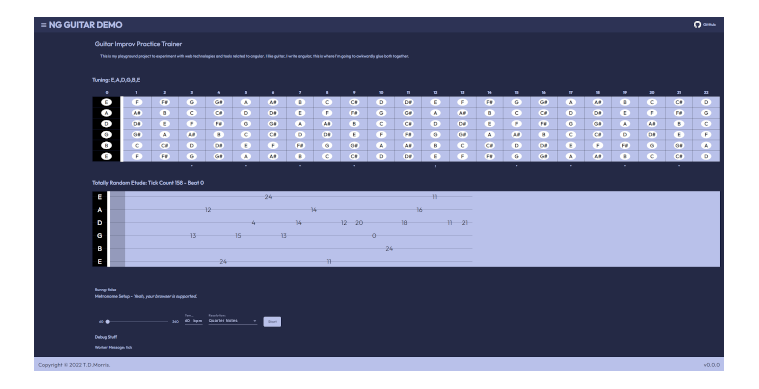 ≡ NG GUITAR DEMO GitHub
Guitar Improv Practice Trainer
This is my playground project to experiment with web technologies and tools related to angular. I like guitar, I write angular, this is where I'm going to awkwardly glue both together.
Tuning: E,A,D,G,B,E
0 1 2 3 4 5 6 7 8 9 10 11 12 13 14 15 16 17 18 19 20 21 22
E F F# G G# A A# B C C# D D# E F F# G G# A A# B C C# D
A A# B C C# D D# E F F# G G# A A# B C C# D D# E F F# G
D D# E F F# G G# A A# B C C# D D# E F F# G G# A A# B C
G G# A A# B C C# D D# E F F# G G# A A# B C C# D D# E F
B C C# D D# E F F# G G# A A# B C C# D D# E F F# G G# A
E F F# G G# A A# B C C# D D# E F F# G G# A A# B C C# D
Totally Random Etude: Tick Count 158 - Beat 0
E 24 11
A 12 14 16
D 4 14 12 20 18 11 21
G 13 15 13 0
B 24
E 24 11
Running: false
Metronome Setup - Yeah, your browser is supported.
60 240 60 bpm Quarter Notes Start
Debug Stuff
Worker Message: tick
Copyright © 2022 T.D.Morris. v0.0.0